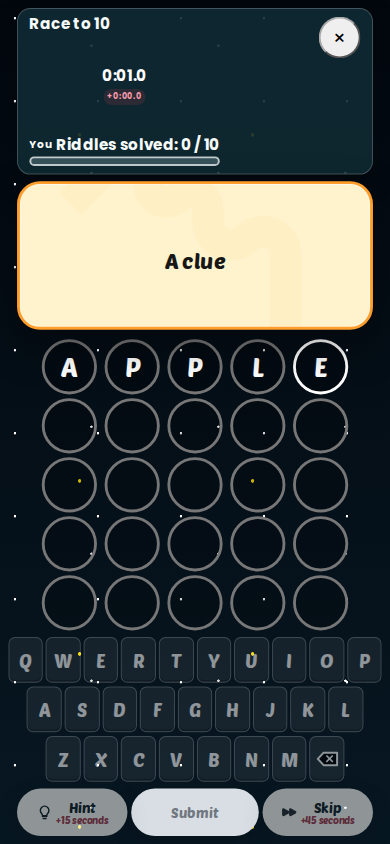 Race to 10
×
0:01.0
+0:00.0
You Riddles solved: 0 / 10
A clue
A P P L E
Q W E R T Y U I O P
A S D F G H J K L
Z X C V B N M
Hint
+15 seconds
Submit
Skip
+45 seconds